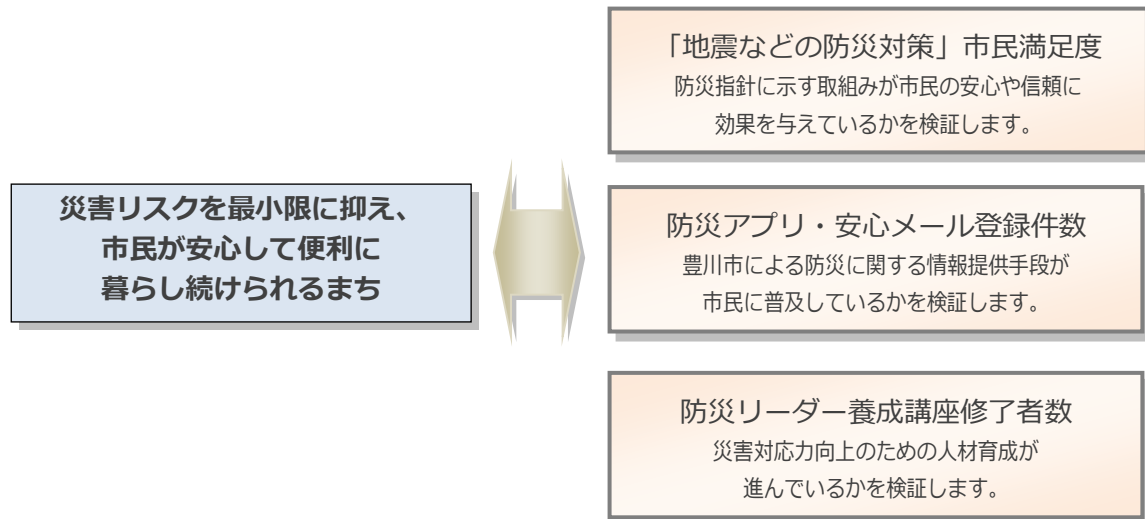 災害リスクを最小限に抑え、
市民が安心して便利に
暮らし続けられるまち
「地震などの防災対策」市民満足度
防災指針に示す取組みが市民の安心や信頼に
効果を与えているかを検証します。
防災アプリ・安心メール登録件数
豊川市による防災に関する情報提供手段が
市民に普及しているかを検証します。
防災リーダー養成講座修了者数
災害対応力向上のための人材育成が
進んでいるかを検証します。